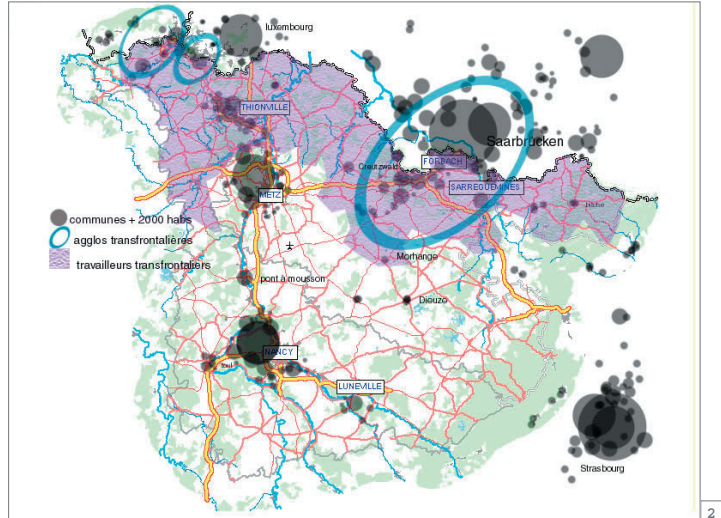 luxembourg
THIONVILLE
Saarbrücken
Creutzwald
FORBACH
SARREGUEMINES
METZ
communes + 2000 habs
agglos transfrontalières
travailleurs transfrontaliers
Morhange
pont à mousson
Diouzo
NANCY
toul
LUNEVILLE
Strasbourg
2